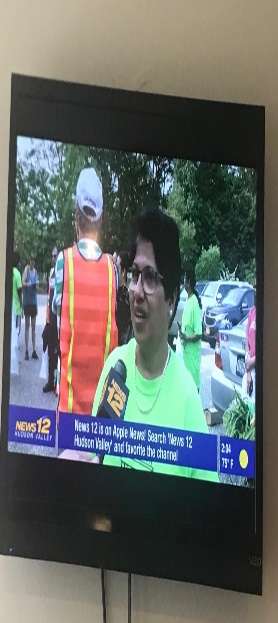 12
NEWS 12
HUDSON VALLEY
News 12 is on Apple News! Search 'News 12
Hudson Valley' and favorite the channel
2:04
75° F